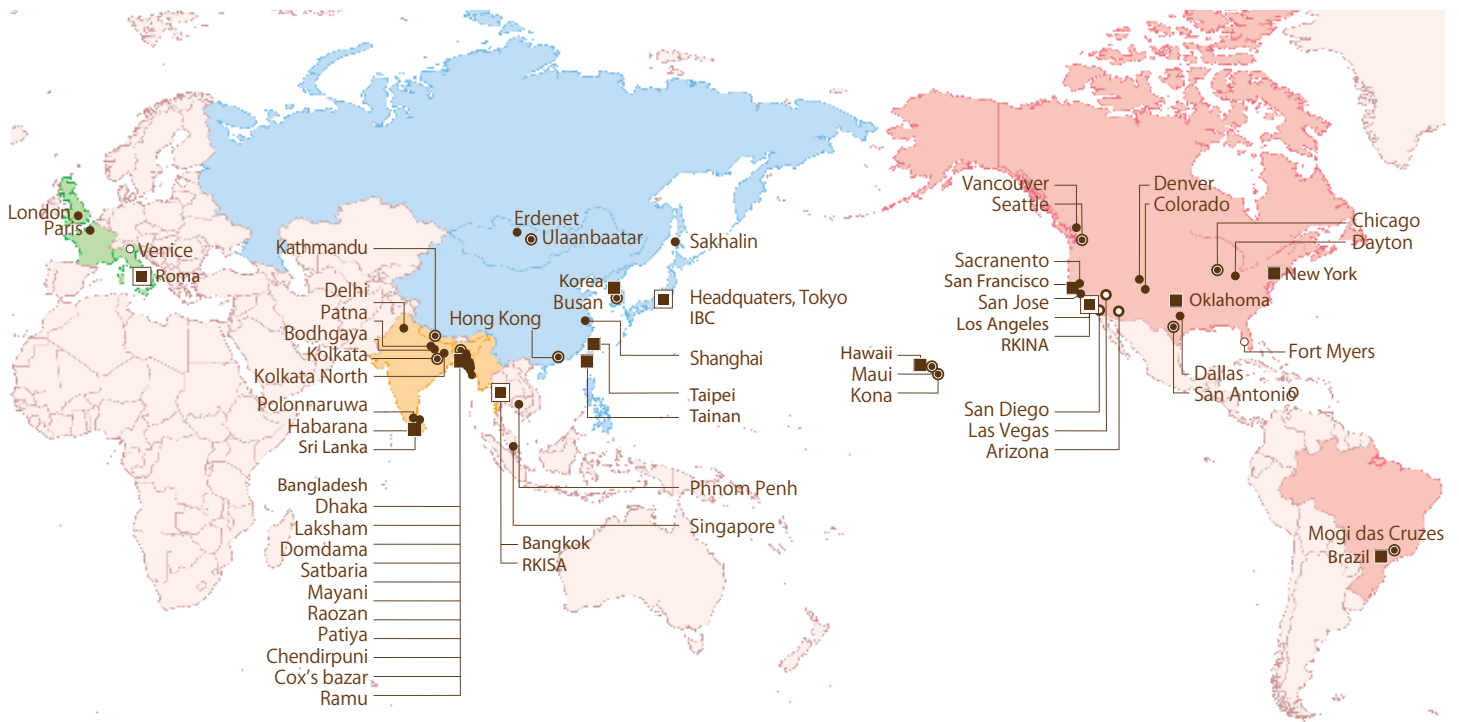 London
Paris
Venice
Roma
Kathmandu
Delhi
Patna
Bodhgaya
Kolkata
Kolkata North
Polonnaruwa
Habarana
Sri Lanka
Bangladesh
Dhaka
Laksham
Domdama
Satbaria
Mayani
Raozan
Patiya
Chendirpuni
Cox's bazar
Ramu
Erdenet
Ulaanbaatar
Sakhalin
Korea
Busan
Hong Kong
Headquaters, Tokyo
IBC
Shanghai
Taipei
Tainan
Phnom Penh
Singapore
Bangkok
RKISA
Hawaii
Maui
Kona
Vancouver
Seattle
Sacranento
San Francisco
San Jose
Los Angeles
RKINA
San Diego
Las Vegas
Arizona
Denver
Colorado
Chicago
Dayton
New York
Oklahoma
Fort Myers
Dallas
San Antonio
Mogi das Cruzes
Brazil